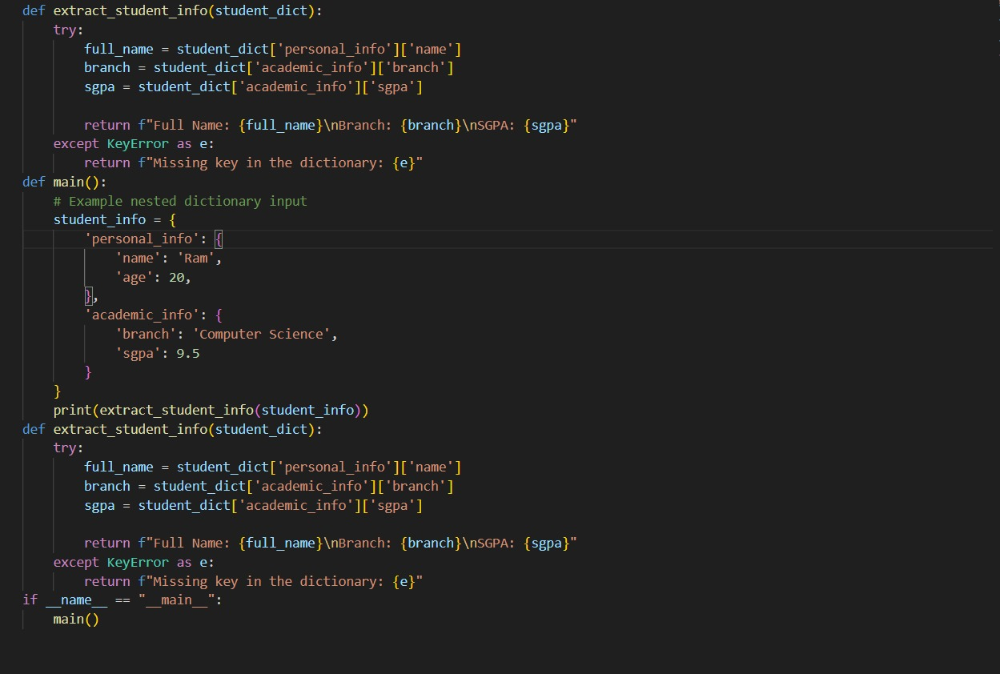 def extract_student_info(student_dict):
    try:
        full_name = student_dict['personal_info']['name']
        branch = student_dict['academic_info']['branch']
        sgpa = student_dict['academic_info']['sgpa']

        return f"Full Name: {full_name}\nBranch: {branch}\nSGPA: {sgpa}"
    except KeyError as e:
        return f"Missing key in the dictionary: {e}"
def main():
    # Example nested dictionary input
    student_info = {
        'personal_info': {
            'name': 'Ram',
            'age': 20,
        },
        'academic_info': {
            'branch': 'Computer Science',
            'sgpa': 9.5
        }
    }
    print(extract_student_info(student_info))
def extract_student_info(student_dict):
    try:
        full_name = student_dict['personal_info']['name']
        branch = student_dict['academic_info']['branch']
        sgpa = student_dict['academic_info']['sgpa']

        return f"Full Name: {full_name}\nBranch: {branch}\nSGPA: {sgpa}"
    except KeyError as e:
        return f"Missing key in the dictionary: {e}"
if __name__ == "__main__":
    main()